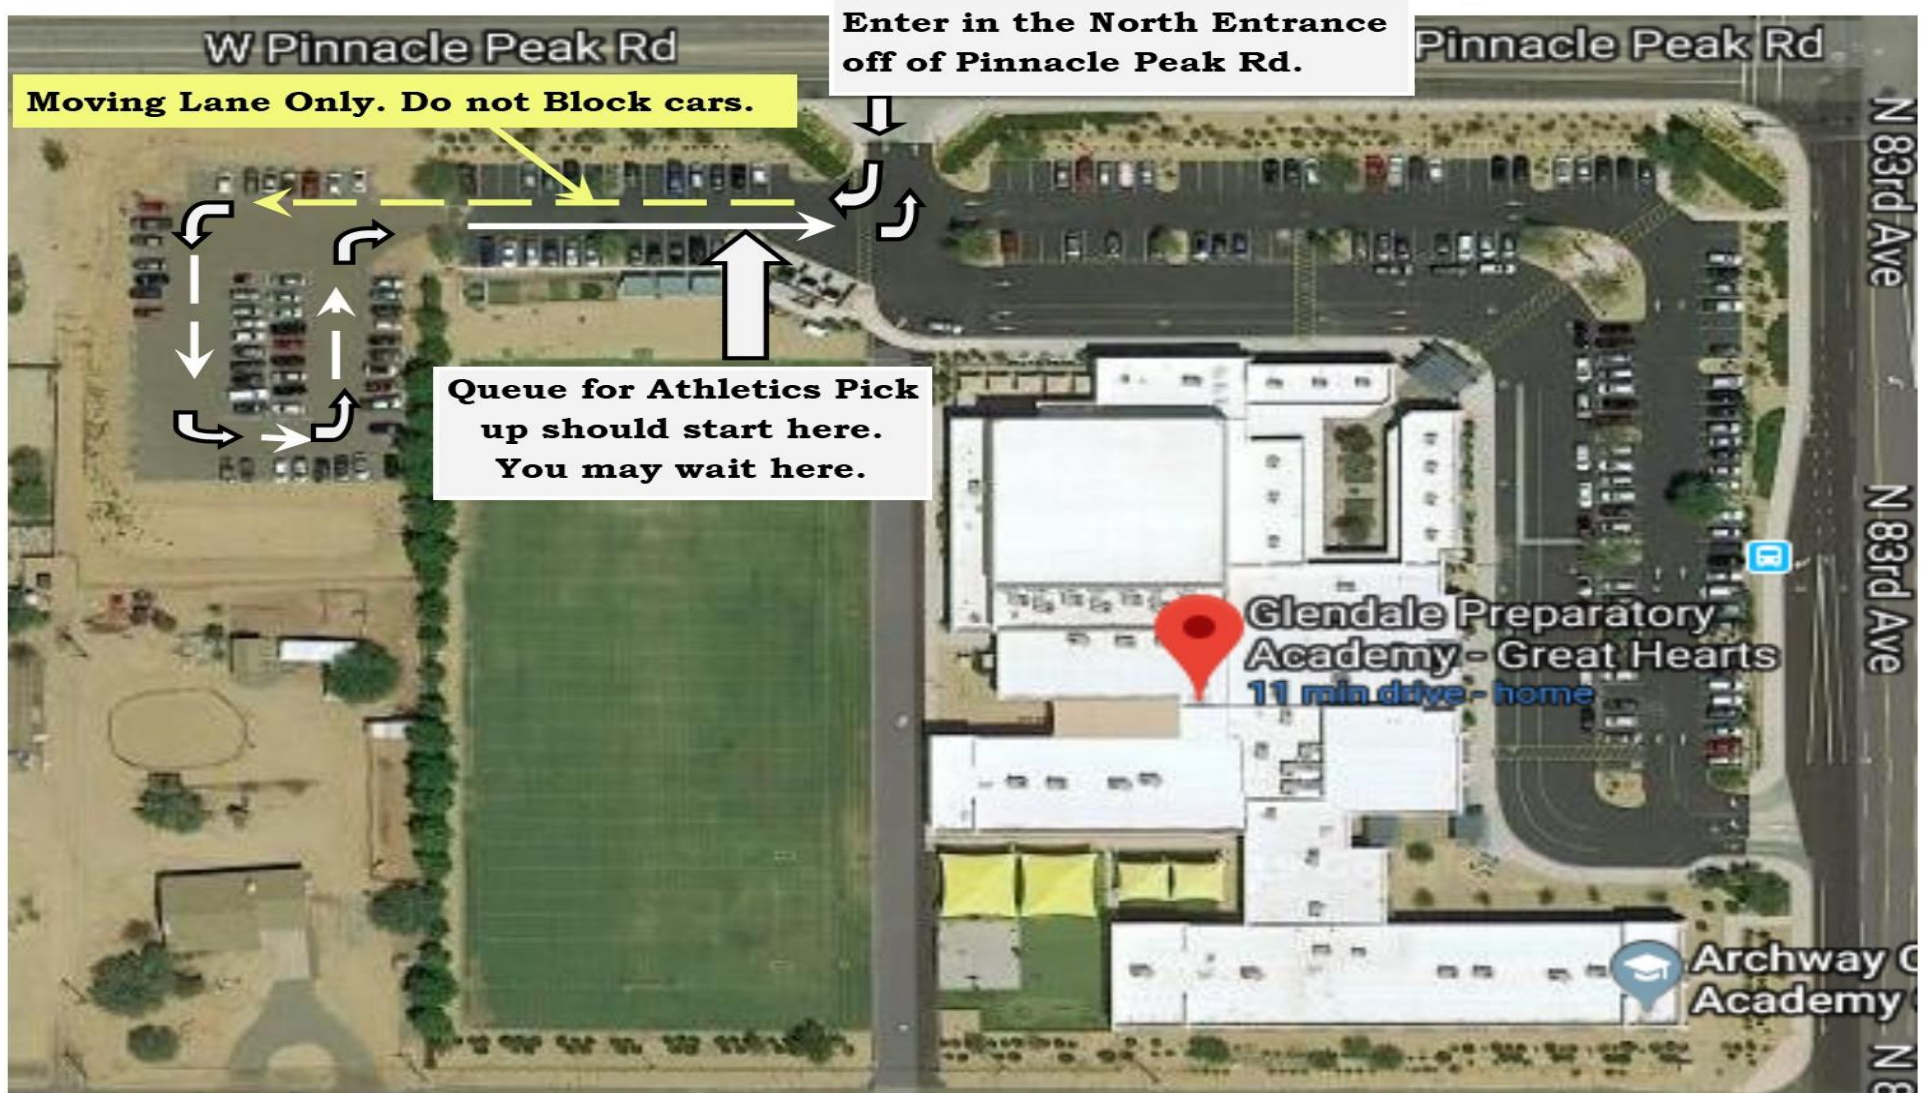 W Pinnacle Peak Rd
Enter in the North Entrance
off of Pinnacle Peak Rd.
Pinnacle Peak Rd
Moving Lane Only. Do not Block cars.
N 83rd Ave
Queue for Athletics Pick
up should start here.
You may wait here.
N 83rd Ave
Glendale Preparatory
Academy - Great Hearts
11 min drive - home
Archway C
Academy
N 8